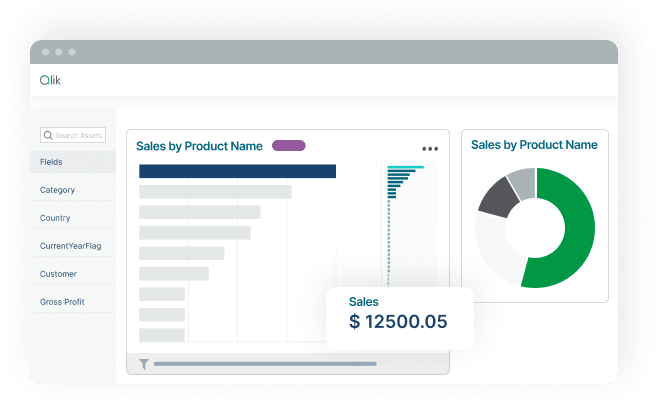 Qlik
Search Assets
Fields
Category
Country
CurrentYearFlag
Customer
Gross Profit
Sales by Product Name
Sales by Product Name
Sales
$ 12500.05